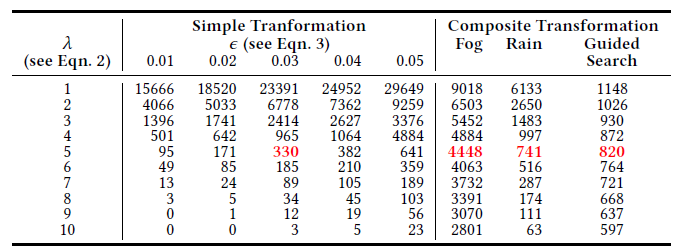 Simple Tranformation Composite Transformation
λ ϵ (see Eqn. 3) Fog Rain Guided
(see Eqn. 2) 0.01 0.02 0.03 0.04 0.05 Search
1 15666 18520 23391 24952 29649 9018 6133 1148
2 4066 5033 6778 7362 9259 6503 2650 1026
3 1396 1741 2414 2627 3376 5452 1483 930
4 501 642 965 1064 4884 4884 997 872
5 95 171 330 382 641 4448 741 820
6 49 85 185 210 359 4063 516 764
7 13 24 89 105 189 3732 287 721
8 3 5 34 45 103 3391 174 668
9 0 1 12 19 56 3070 111 637
10 0 0 3 5 23 2801 63 597